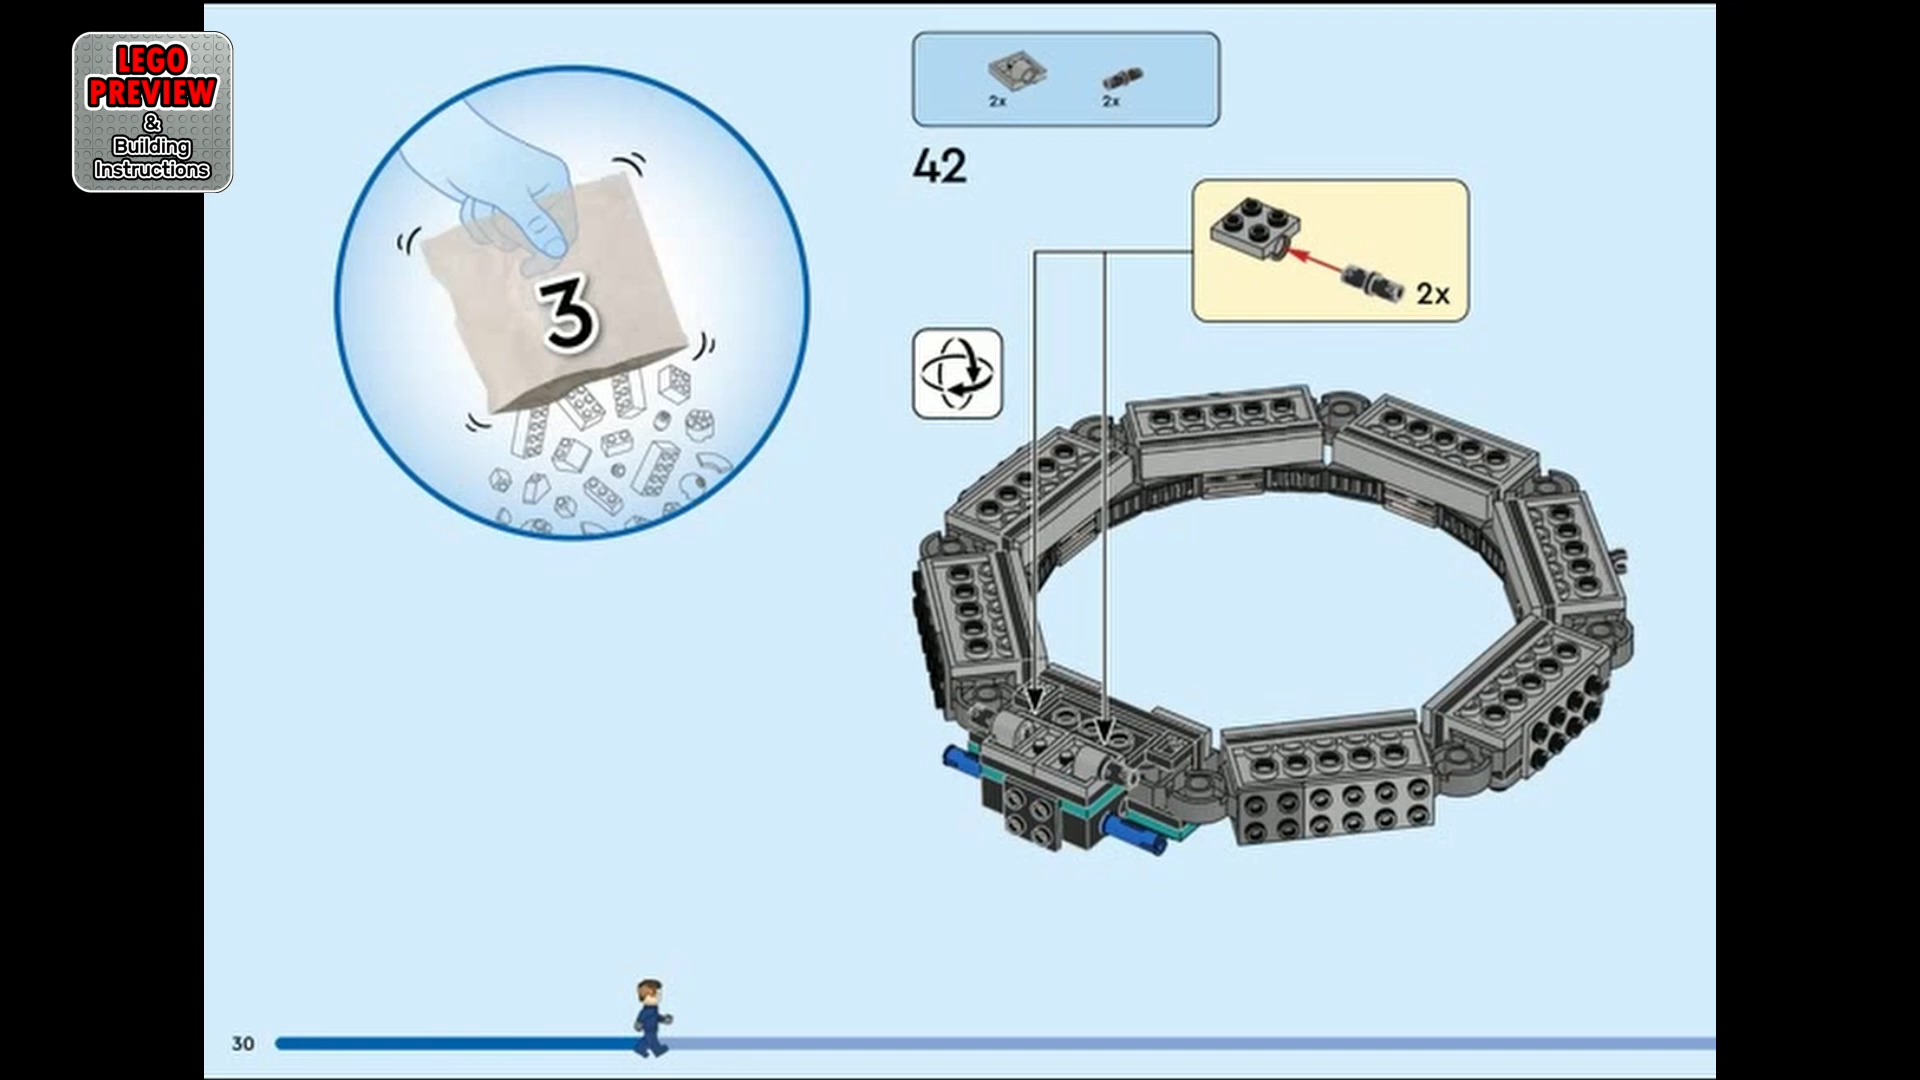 LEGO
PREVIEW
&
Building
Instructions
3
2x
2x
42
2x
30